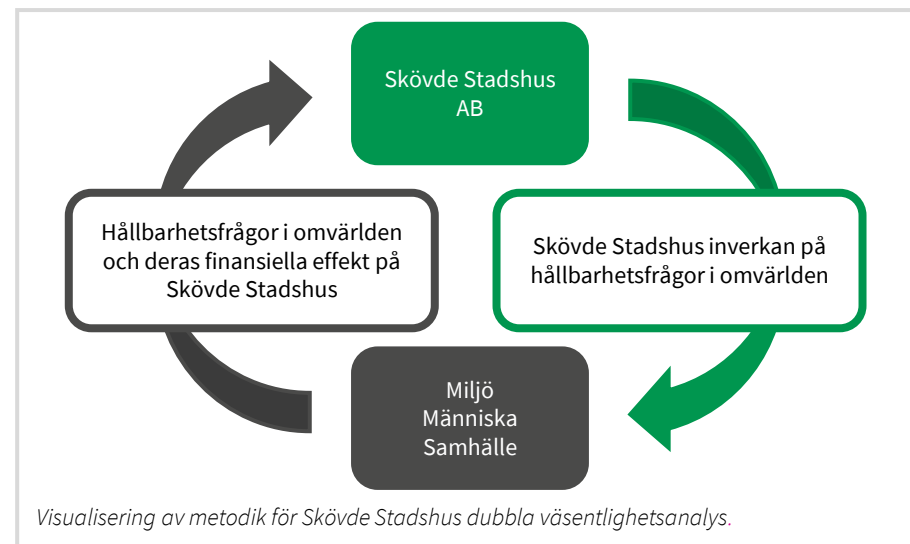 Skövde Stadshus
AB
Hållbarhetsfrågor i omvärlden
och deras finansiella effekt på
Skövde Stadshus
Skövde Stadshus inverkan på
hållbarhetsfrågor i omvärlden
Miljö
Människa
Samhälle
Visualisering av metodik för Skövde Stadshus dubbla väsentlighetsanalys.